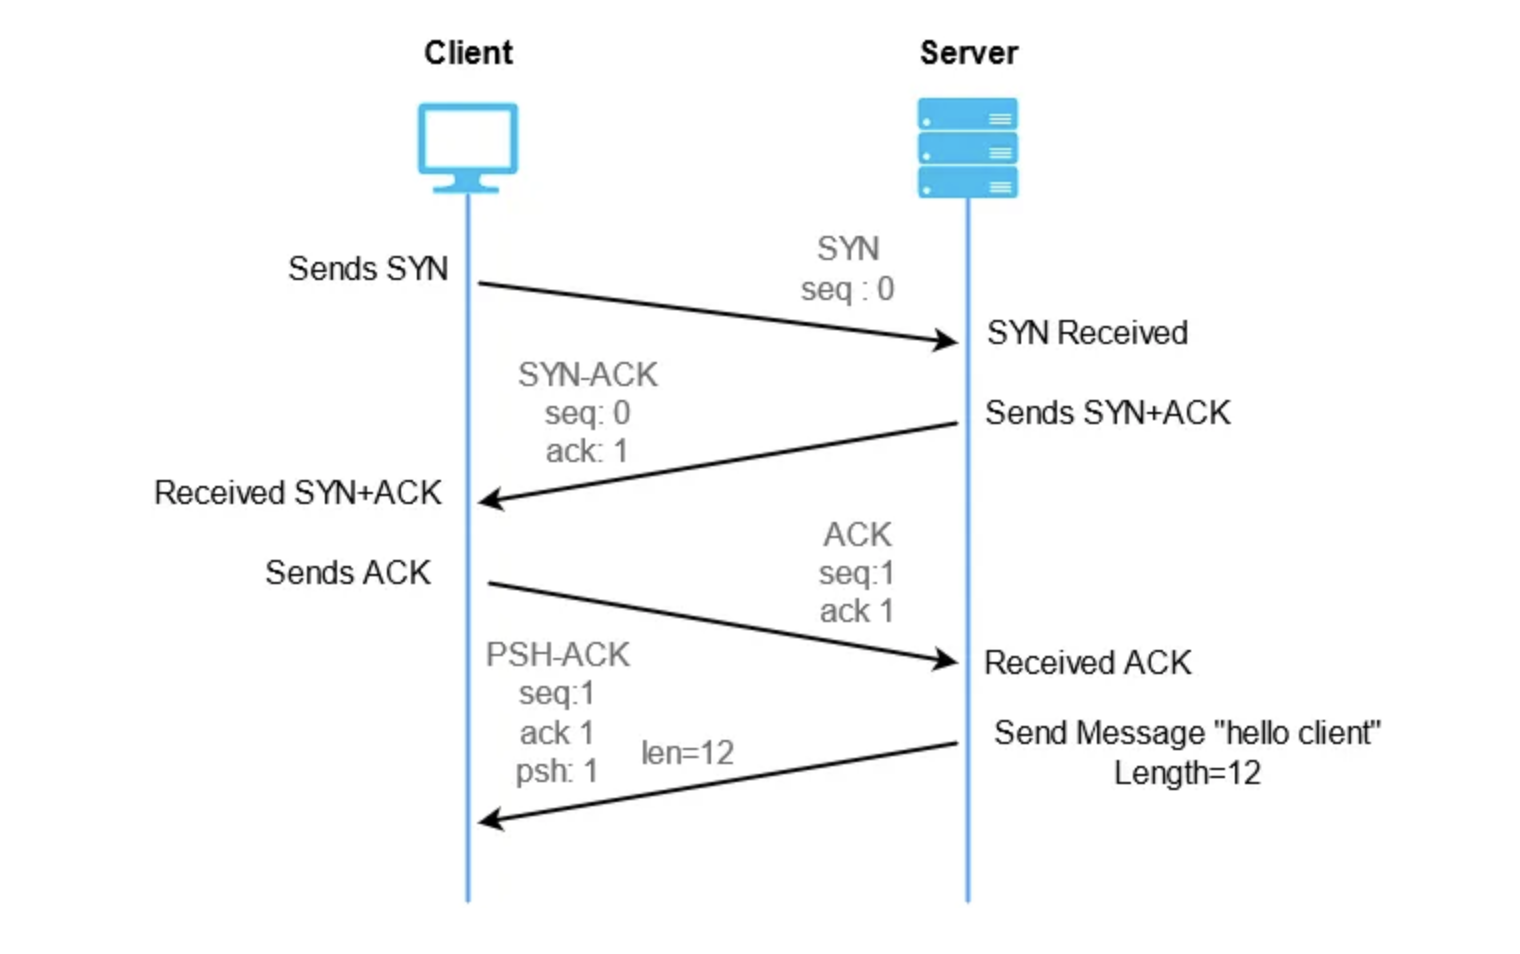 Client
Server
Sends SYN
SYN
seq : 0
SYN Received
SYN-ACK
seq: 0
ack: 1
Sends SYN+ACK
Received SYN+ACK
Sends ACK
ACK
seq:1
ack 1
Received ACK
PSH-ACK
seq:1
ack 1
psh: 1
len=12
Send Message "hello client"
Length=12